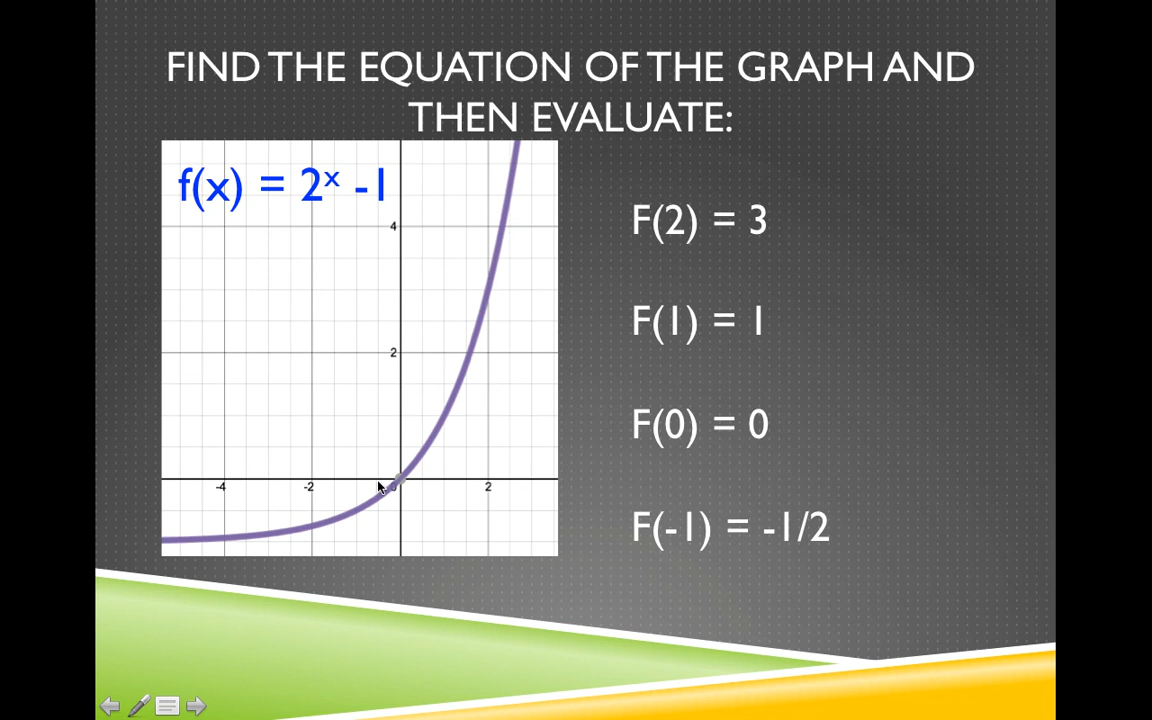 FIND THE EQUATION OF THE GRAPH AND
THEN EVALUATE:
f(x) = 2ˣ -1
4
2
-4
-2
0
2
F(2) = 3
F(1) = 1
F(0) = 0
F(-1) = -1/2